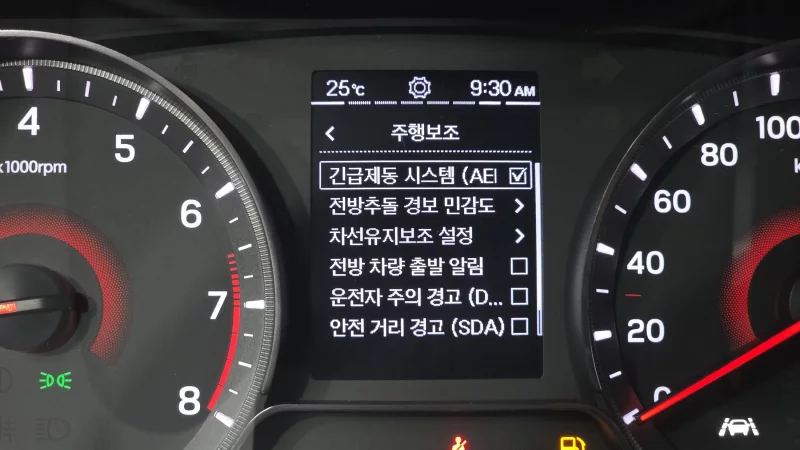 25℃ 9:30 AM
주행보조
긴급제동 시스템 (AEI
전방추돌 경보 민감도
차선유지보조 설정
전방 차량 출발 알림
운전자 주의 경고 (D...
안전 거리 경고 (SDA)
4
5
6
7
8
x1000rpm
100
80
60
40
20
0